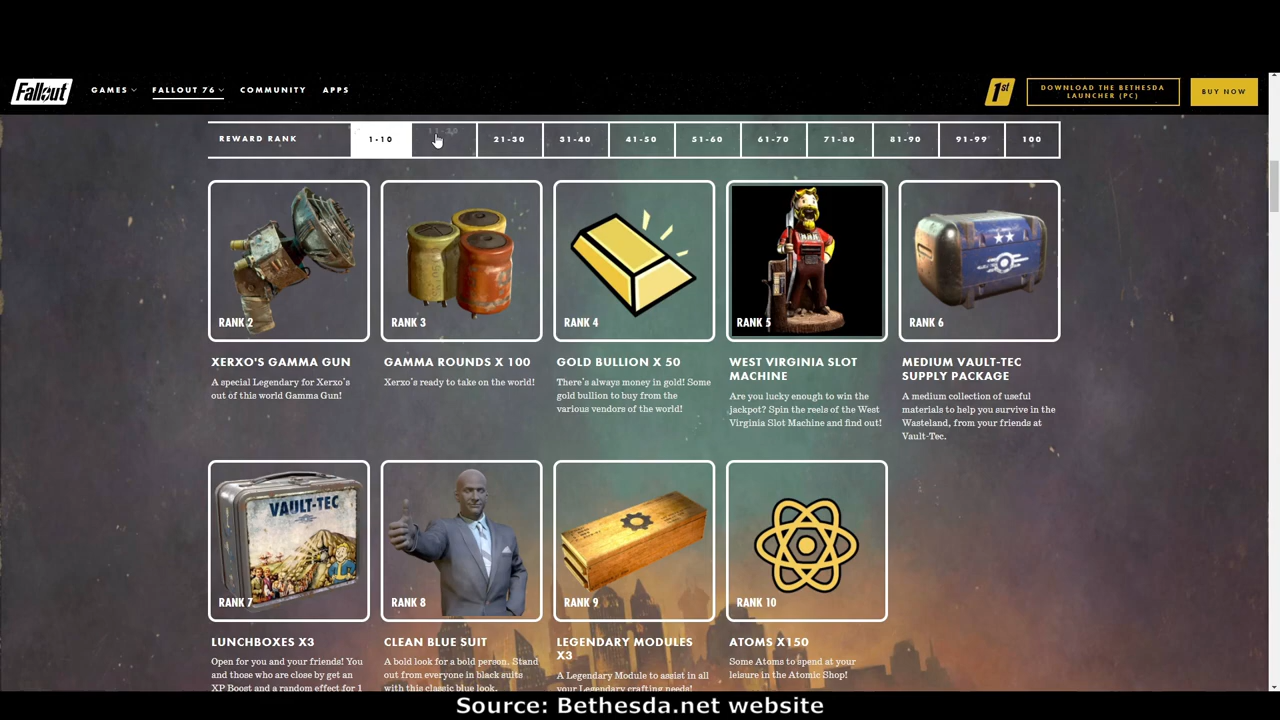 Fallout
GAMES
FALLOUT 76
COMMUNITY
APPS
1st
DOWNLOAD THE BETHESDA
LAUNCHER (PC)
BUY NOW
REWARD RANK
1-10
11-20
21-30
31-40
41-50
51-60
61-70
71-80
81-90
91-99
100
RANK 2
RANK 3
RANK 4
RANK 5
RANK 6
XERXO'S GAMMA GUN
A special Legendary for Xerxo's
out of this world Gamma Gun!
GAMMA ROUNDS X 100
Xerxo's ready to take on the world!
GOLD BULLION X 50
There's always money in gold! Some
gold bullion to buy from the
various vendors of the world!
WEST VIRGINIA SLOT
MACHINE
Are you lucky enough to win the
jackpot? Spin the reels of the West
Virginia Slot Machine and find out!
MEDIUM VAULT-TEC
SUPPLY PACKAGE
A medium collection of useful
materials to help you survive in the
Wasteland, from your friends at
Vault-Tec.
VAULT-TEC
RANK 7
RANK 8
RANK 9
RANK 10
LUNCHBOXES X3
Open for you and your friends! You
and those who are close by get an
XP Boost and a random effect for 1
CLEAN BLUE SUIT
A bold look for a bold person. Stand
out from everyone in black suits
with this classic blue look.
LEGENDARY MODULES
X3
A Legendary Module to assist in all
your Legendary crafting needs!
ATOMS X150
Some Atoms to spend at your
leisure in the Atomic Shop!
Source: Bethesda.net website